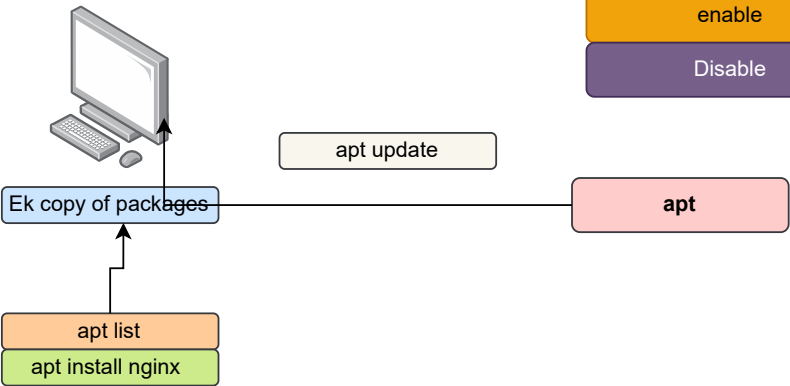 enable
Disable
apt update
Ek copy of packages
apt
apt list
apt install nginx